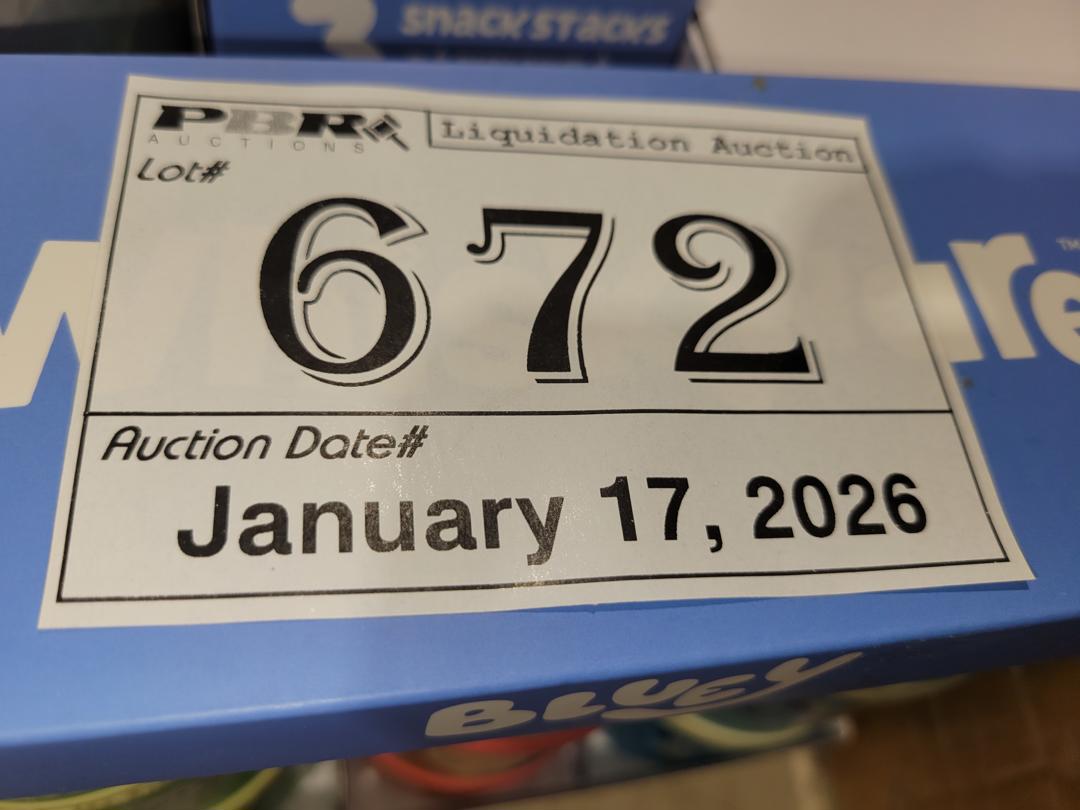 SNACK STACKS
PBR
AUCTIONS
Liquidation Auction
Lot#
672
Auction Date#
January 17, 2026
BLUEY